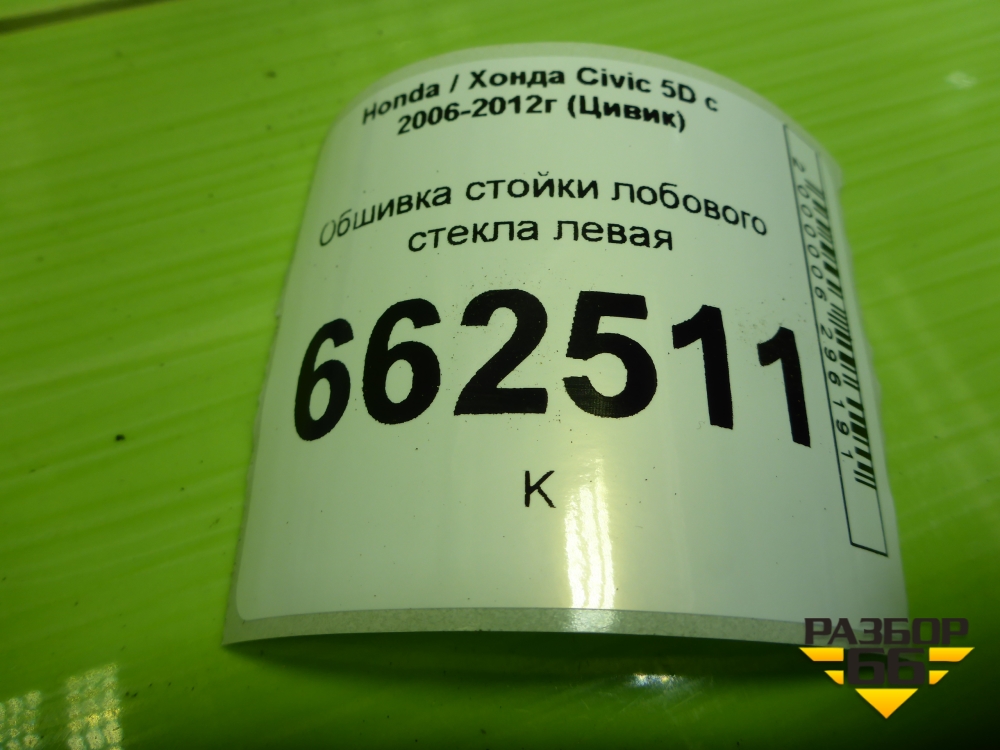 Honda / Хонда Civic 5D с
2006-2012г (Цивик)
Обшивка стойки лобового
стекла левая
662511
К
2000006296191
РАЗБОР
66